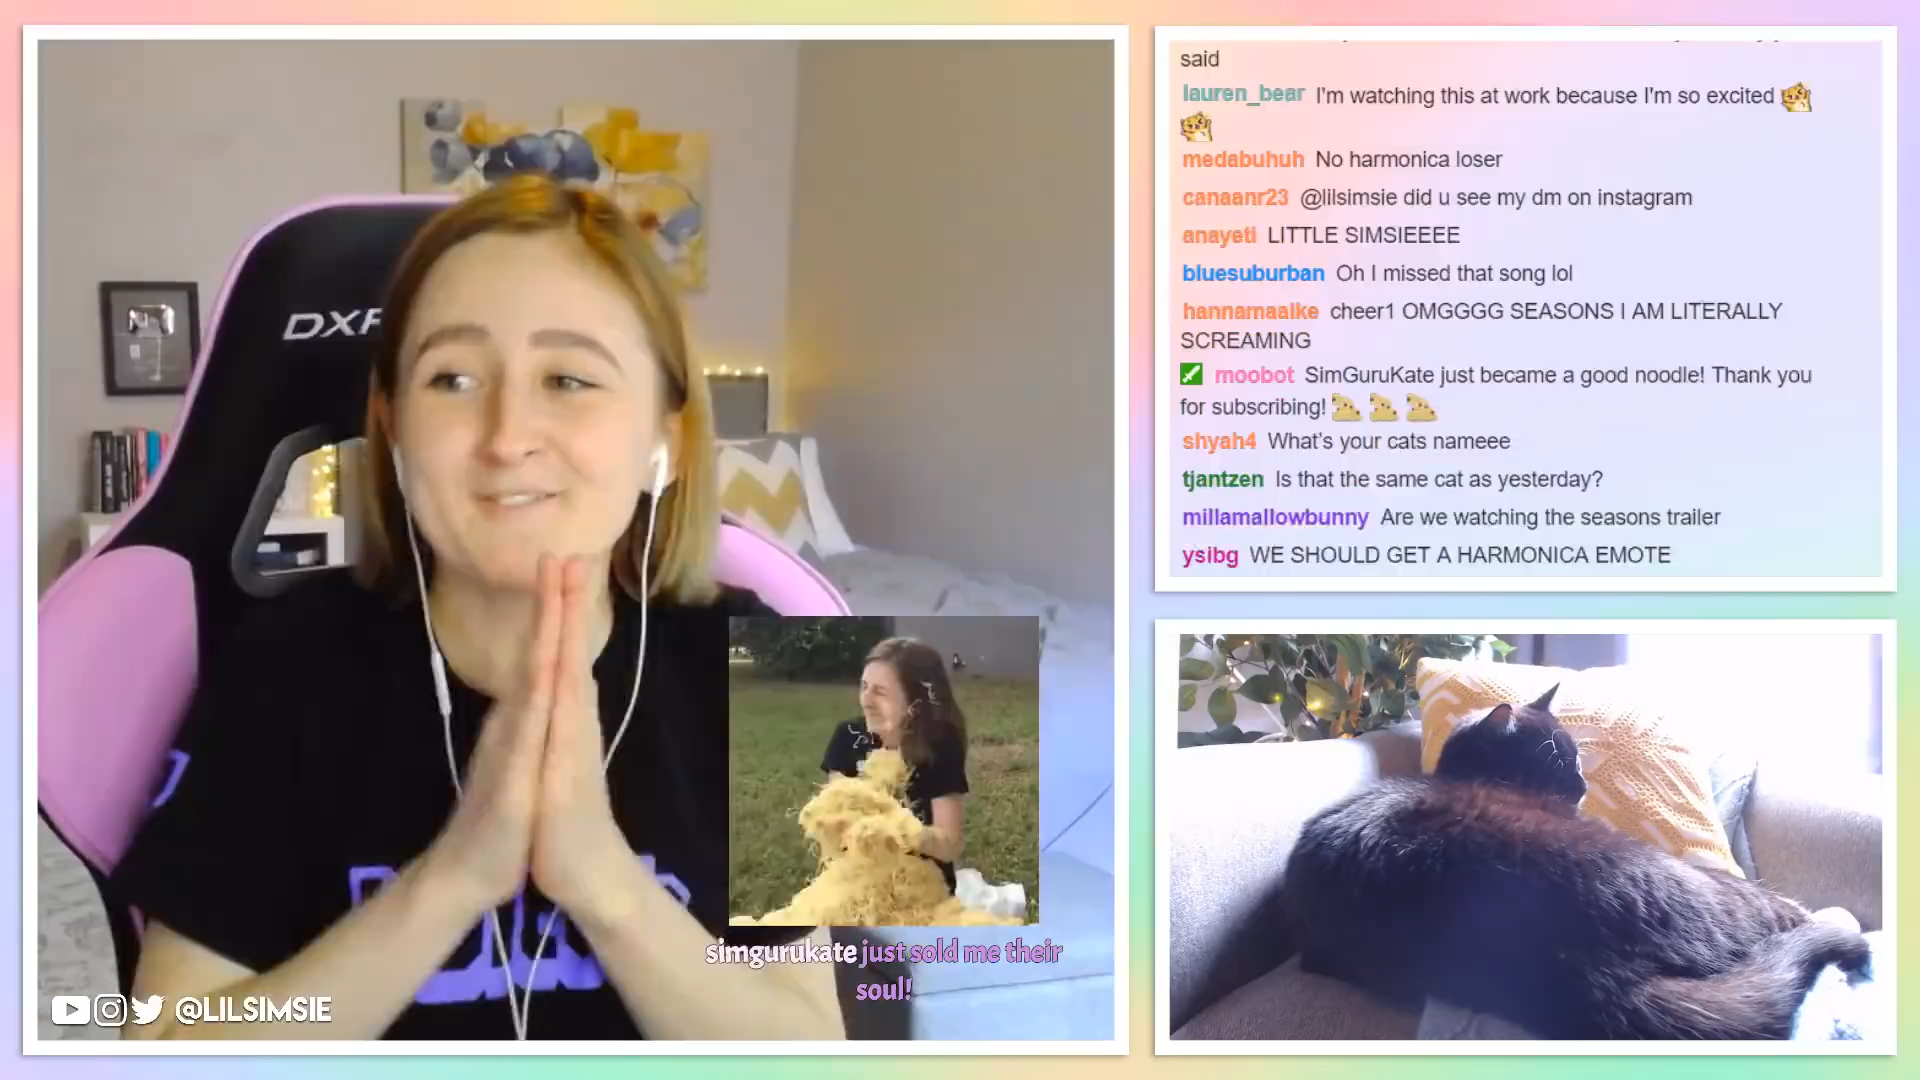 said
lauren_bear I'm watching this at work because I'm so excited
medabuhuh No harmonica loser
canaanr23 @lilsimsie did u see my dm on instagram
anayeti LITTLE SIMSIEEEE
bluesuburban Oh I missed that song lol
hannamaaike cheer1 OMGGGG SEASONS I AM LITERALLY
SCREAMING
moobot SimGuruKate just became a good noodle! Thank you
for subscribing!
shyah4 What's your cats nameee
tjantzen Is that the same cat as yesterday?
millamallowbunny Are we watching the seasons trailer
ysibg WE SHOULD GET A HARMONICA EMOTE
simgurukate just sold me their
soul!
@LILSIMSIE